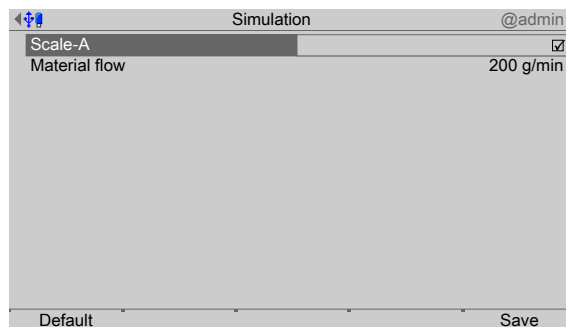 Simulation @admin
Scale-A
Material flow 200 g/min
Default Save